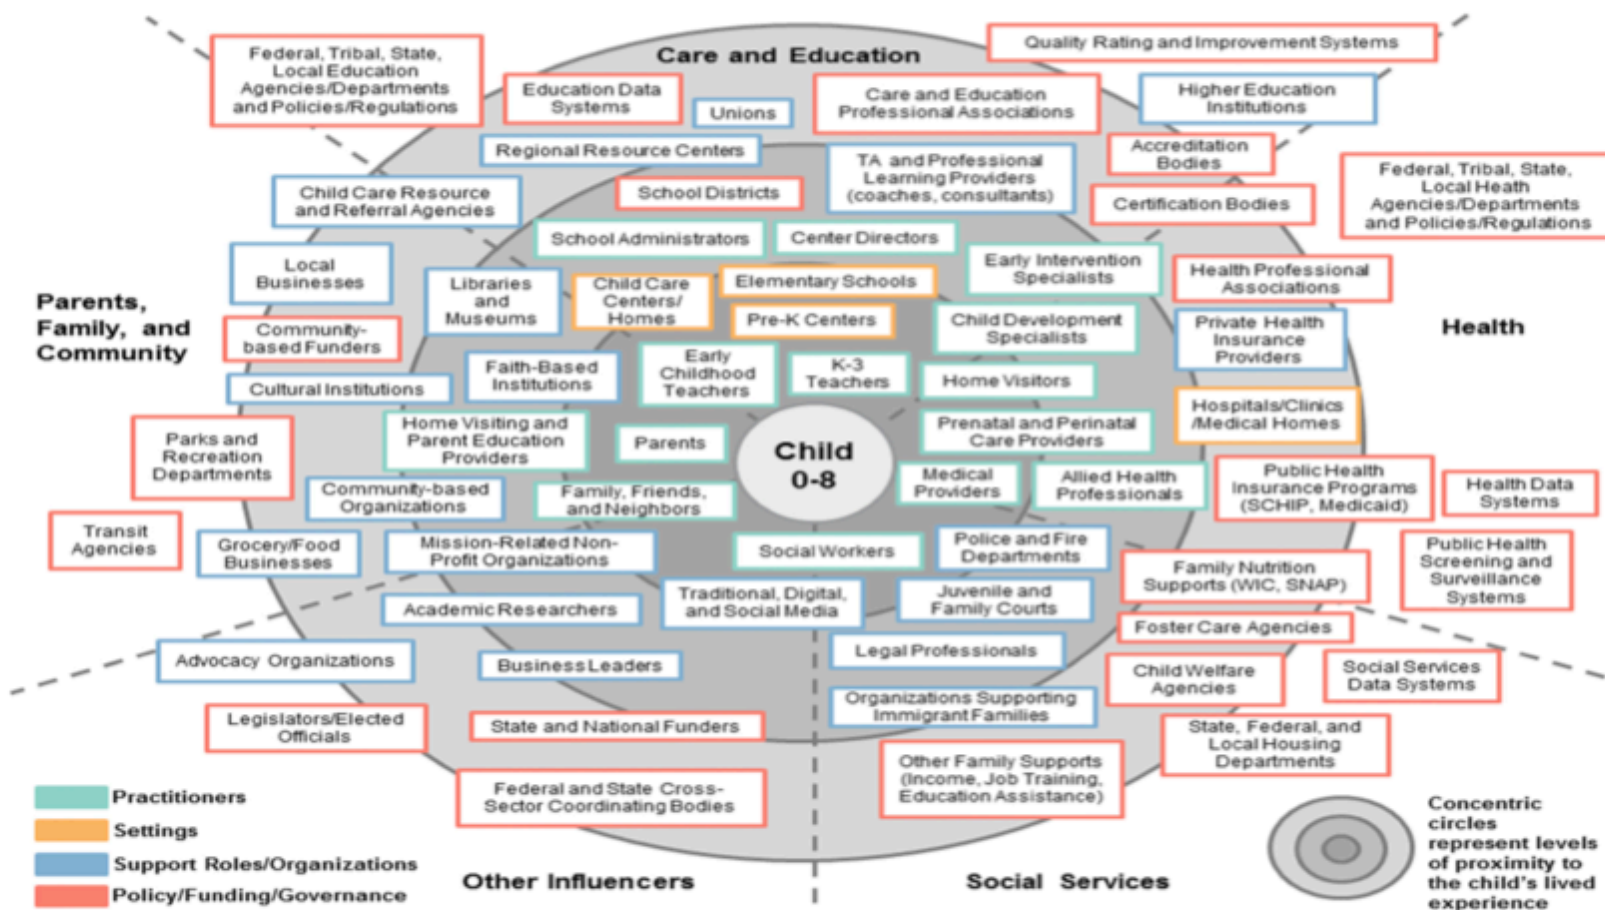 Care and Education
Quality Rating and Improvement Systems
Federal, Tribal, State,
Local Education
Agencies/Departments
and Policies/Regulations
Education Data
Systems
Unions
Care and Education
Professional Associations
Higher Education
Institutions
Regional Resource Centers
TA and Professional
Learning Providers
(coaches, consultants)
Accreditation
Bodies
Federal, Tribal, State,
Local Heath
Agencies/Departments
and Policies/Regulations
Child Care Resource
and Referral Agencies
School Districts
Certification Bodies
School Administrators
Center Directors
Early Intervention
Specialists
Local
Businesses
Libraries
and
Museums
Child Care
Centers/
Homes
Elementary Schools
Health Professional
Associations
Parents,
Family, and
Community
Community-
based Funders
Pre-K Centers
Child Development
Specialists
Private Health
Insurance
Providers
Health
Cultural Institutions
Faith-Based
Institutions
Early
Childhood
Teachers
K-3
Teachers
Home Visitors
Hospitals/Clinics
/Medical Homes
Parks and
Recreation
Departments
Home Visiting and
Parent Education
Providers
Parents
Child
0-8
Prenatal and Perinatal
Care Providers
Community-based
Organizations
Family, Friends,
and Neighbors
Medical
Providers
Allied Health
Professionals
Public Health
Insurance Programs
(SCHIP, Medicaid)
Health Data
Systems
Transit
Agencies
Grocery/Food
Businesses
Mission-Related Non-
Profit Organizations
Social Workers
Police and Fire
Departments
Family Nutrition
Supports (WIC, SNAP)
Public Health
Screening and
Surveillance
Systems
Academic Researchers
Traditional, Digital,
and Social Media
Juvenile and
Family Courts
Foster Care Agencies
Advocacy Organizations
Business Leaders
Legal Professionals
Child Welfare
Agencies
Social Services
Data Systems
Legislators/Elected
Officials
State and National Funders
Organizations Supporting
Immigrant Families
State, Federal, and
Local Housing
Departments
Federal and State Cross-
Sector Coordinating Bodies
Other Family Supports
(Income, Job Training,
Education Assistance)
Practitioners
Settings
Support Roles/Organizations
Policy/Funding/Governance
Other Influencers
Social Services
Concentric
circles
represent levels
of proximity to
the child's lived
experience